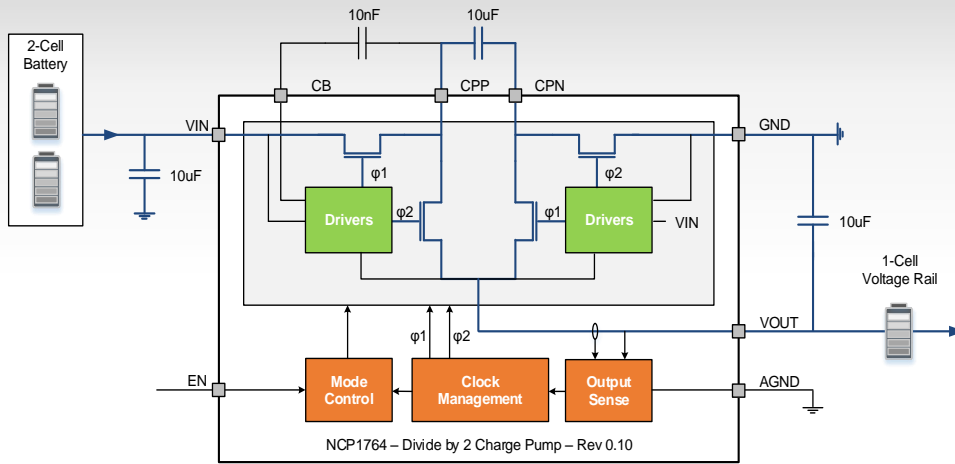 10nF
10uF
2-Cell
Battery
CB
CPP
CPN
VIN
GND
10uF
φ1
φ2
Drivers
φ2
φ1
Drivers
VIN
10uF
1-Cell
Voltage Rail
VOUT
φ1
φ2
EN
Mode
Control
Clock
Management
Output
Sense
AGND
NCP1764 – Divide by 2 Charge Pump – Rev 0.10